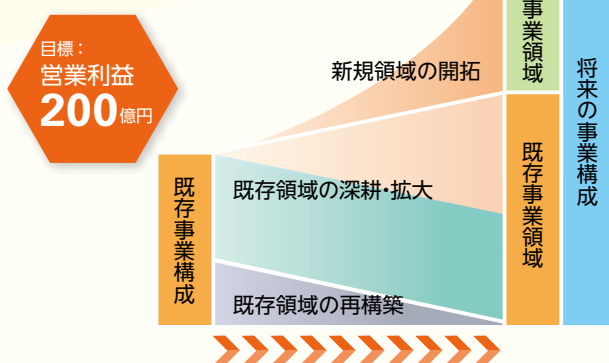 目標：
営業利益
200億円
新規領域の開拓
既存領域の深耕・拡大
既存領域の再構築
既存事業構成
事業領域
既存事業領域
将来の事業構成